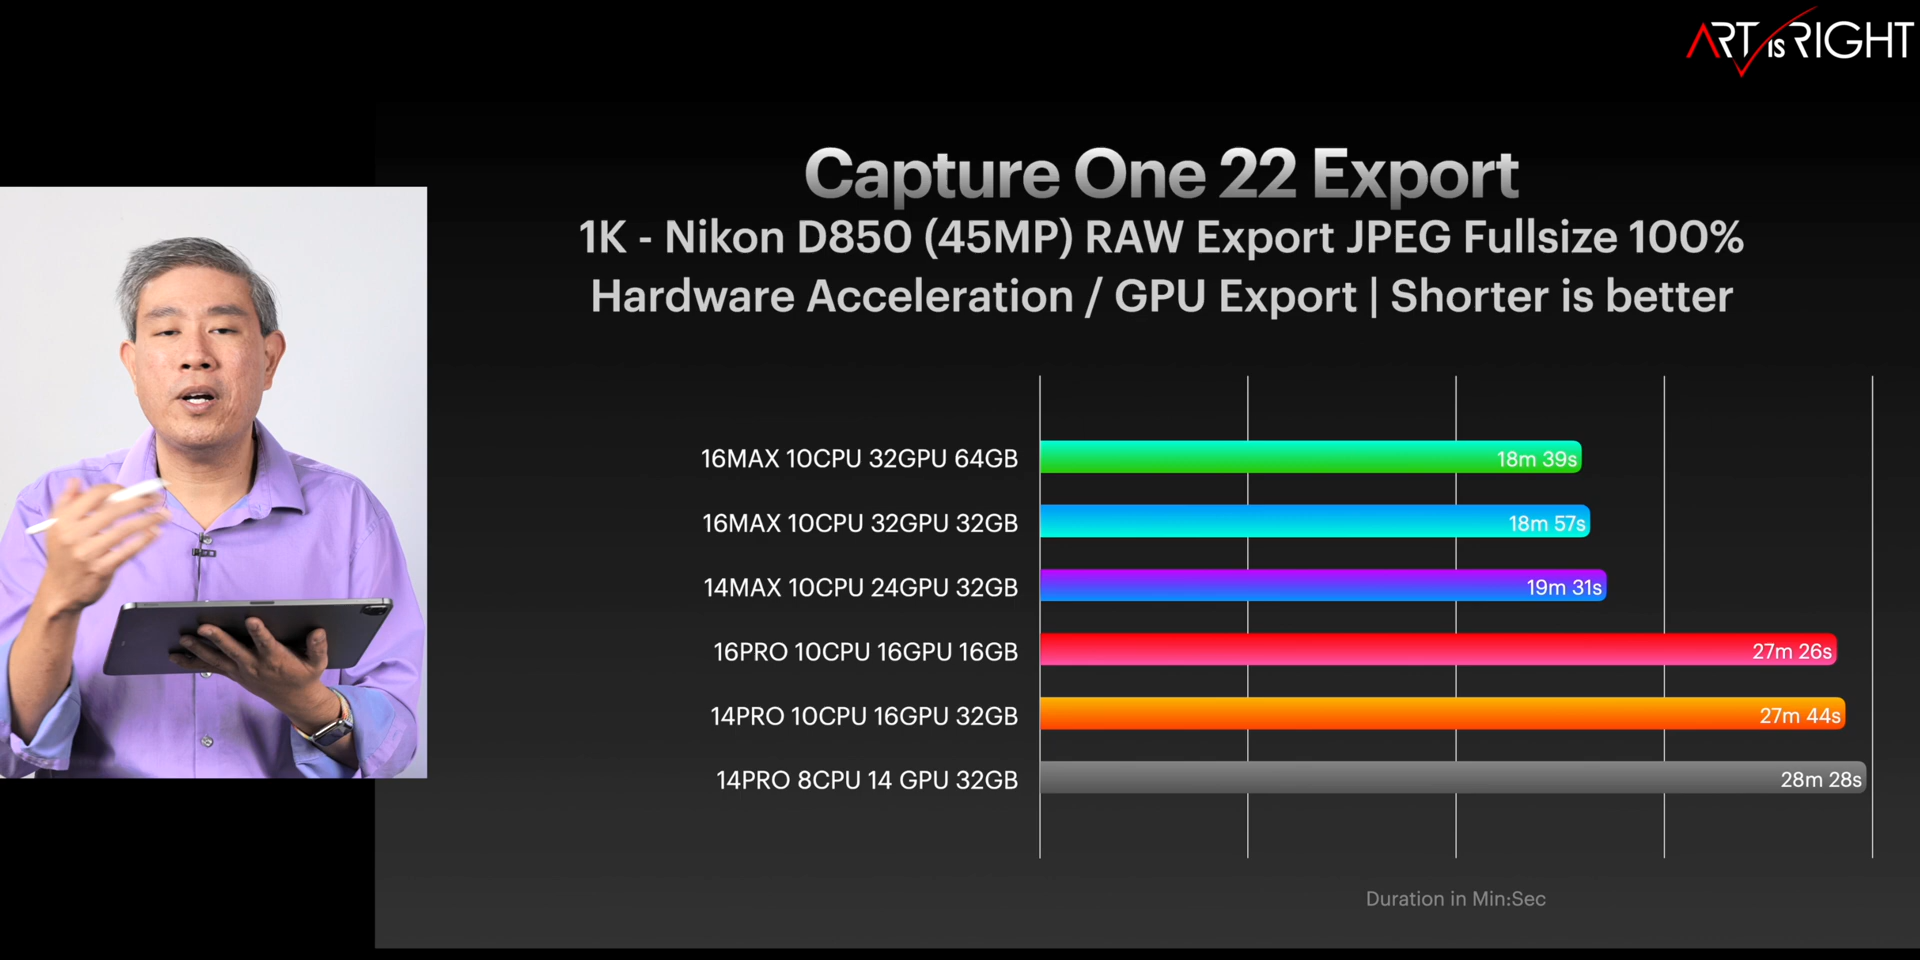 ART IS RIGHT
Capture One 22 Export
1K - Nikon D850 (45MP) RAW Export JPEG Fullsize 100%
Hardware Acceleration / GPU Export | Shorter is better
16MAX 10CPU 32GPU 64GB 18m 39s
16MAX 10CPU 32GPU 32GB 18m 57s
14MAX 10CPU 24GPU 32GB 19m 31s
16PRO 10CPU 16GPU 16GB 27m 26s
14PRO 10CPU 16GPU 32GB 27m 44s
14PRO 8CPU 14 GPU 32GB 28m 28s
Duration in Min:Sec